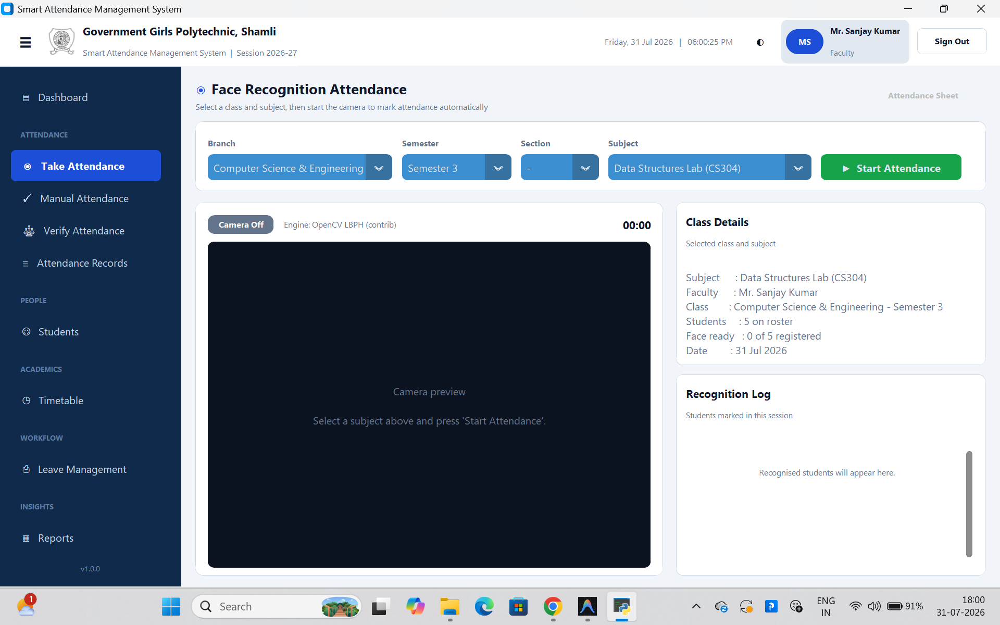 Smart Attendance Management System
Government Girls Polytechnic, Shamli
Smart Attendance Management System | Session 2026-27
Friday, 31 Jul 2026 | 06:00:25 PM
MS
Mr. Sanjay Kumar
Faculty
Sign Out
Dashboard
ATTENDANCE
Take Attendance
Manual Attendance
Verify Attendance
Attendance Records
PEOPLE
Students
ACADEMICS
Timetable
WORKFLOW
Leave Management
INSIGHTS
Reports
v1.0.0
Face Recognition Attendance
Select a class and subject, then start the camera to mark attendance automatically
Attendance Sheet
Branch
Semester
Section
Subject
Computer Science & Engineering
Semester 3
-
Data Structures Lab (CS304)
Start Attendance
Camera Off
Engine: OpenCV LBPH (contrib)
00:00
Camera preview
Select a subject above and press 'Start Attendance'.
Class Details
Selected class and subject
Subject : Data Structures Lab (CS304)
Faculty : Mr. Sanjay Kumar
Class : Computer Science & Engineering - Semester 3
Students : 5 on roster
Face ready : 0 of 5 registered
Date : 31 Jul 2026
Recognition Log
Students marked in this session
Recognised students will appear here.
1
Search
ENG
IN
91%
18:00
31-07-2026